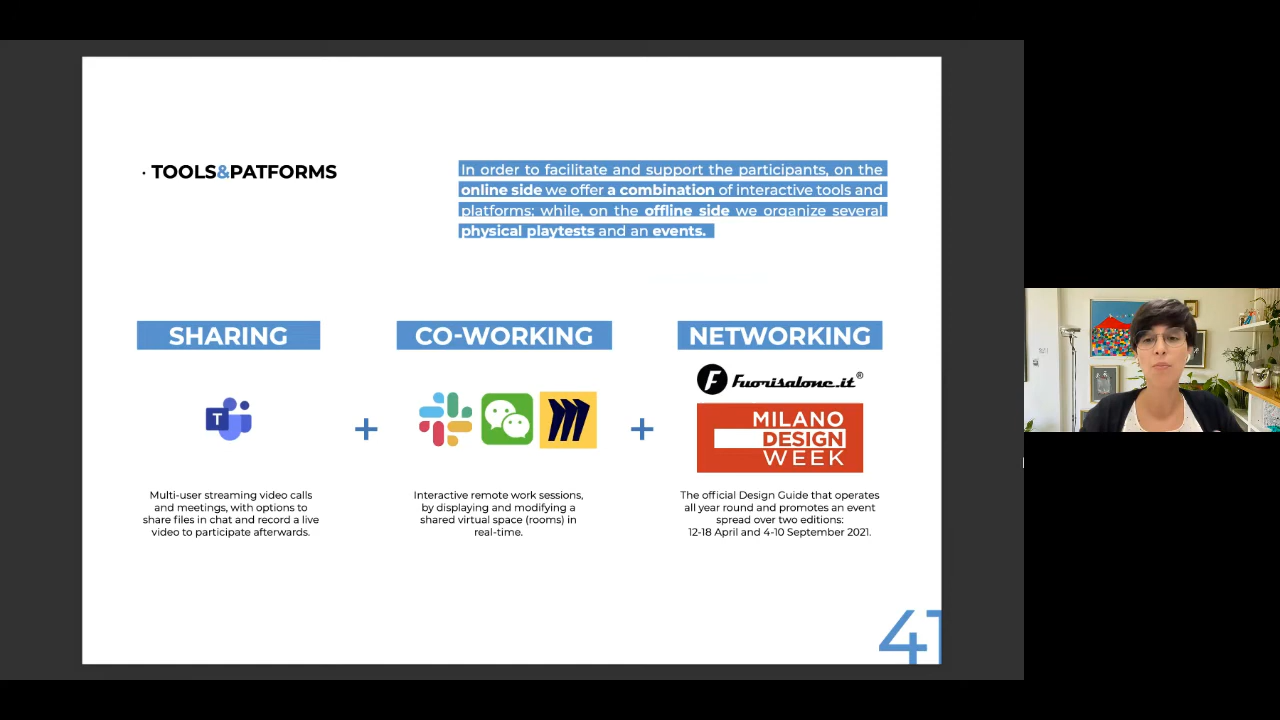 · TOOLS&PATFORMS
In order to facilitate and support the participants, on the
online side we offer a combination of interactive tools and
platforms; while, on the offline side we organize several
physical playtests and an events.
SHARING
CO-WORKING
NETWORKING
Fuorisalone.it®
MILANO
DESIGN
WEEK
T
+
+
Multi-user streaming video calls
and meetings, with options to
share files in chat and record a live
video to participate afterwards.
Interactive remote work sessions,
by displaying and modifying a
shared virtual space (rooms) in
real-time.
The official Design Guide that operates
all year round and promotes an event
spread over two editions:
12-18 April and 4-10 September 2021.
41